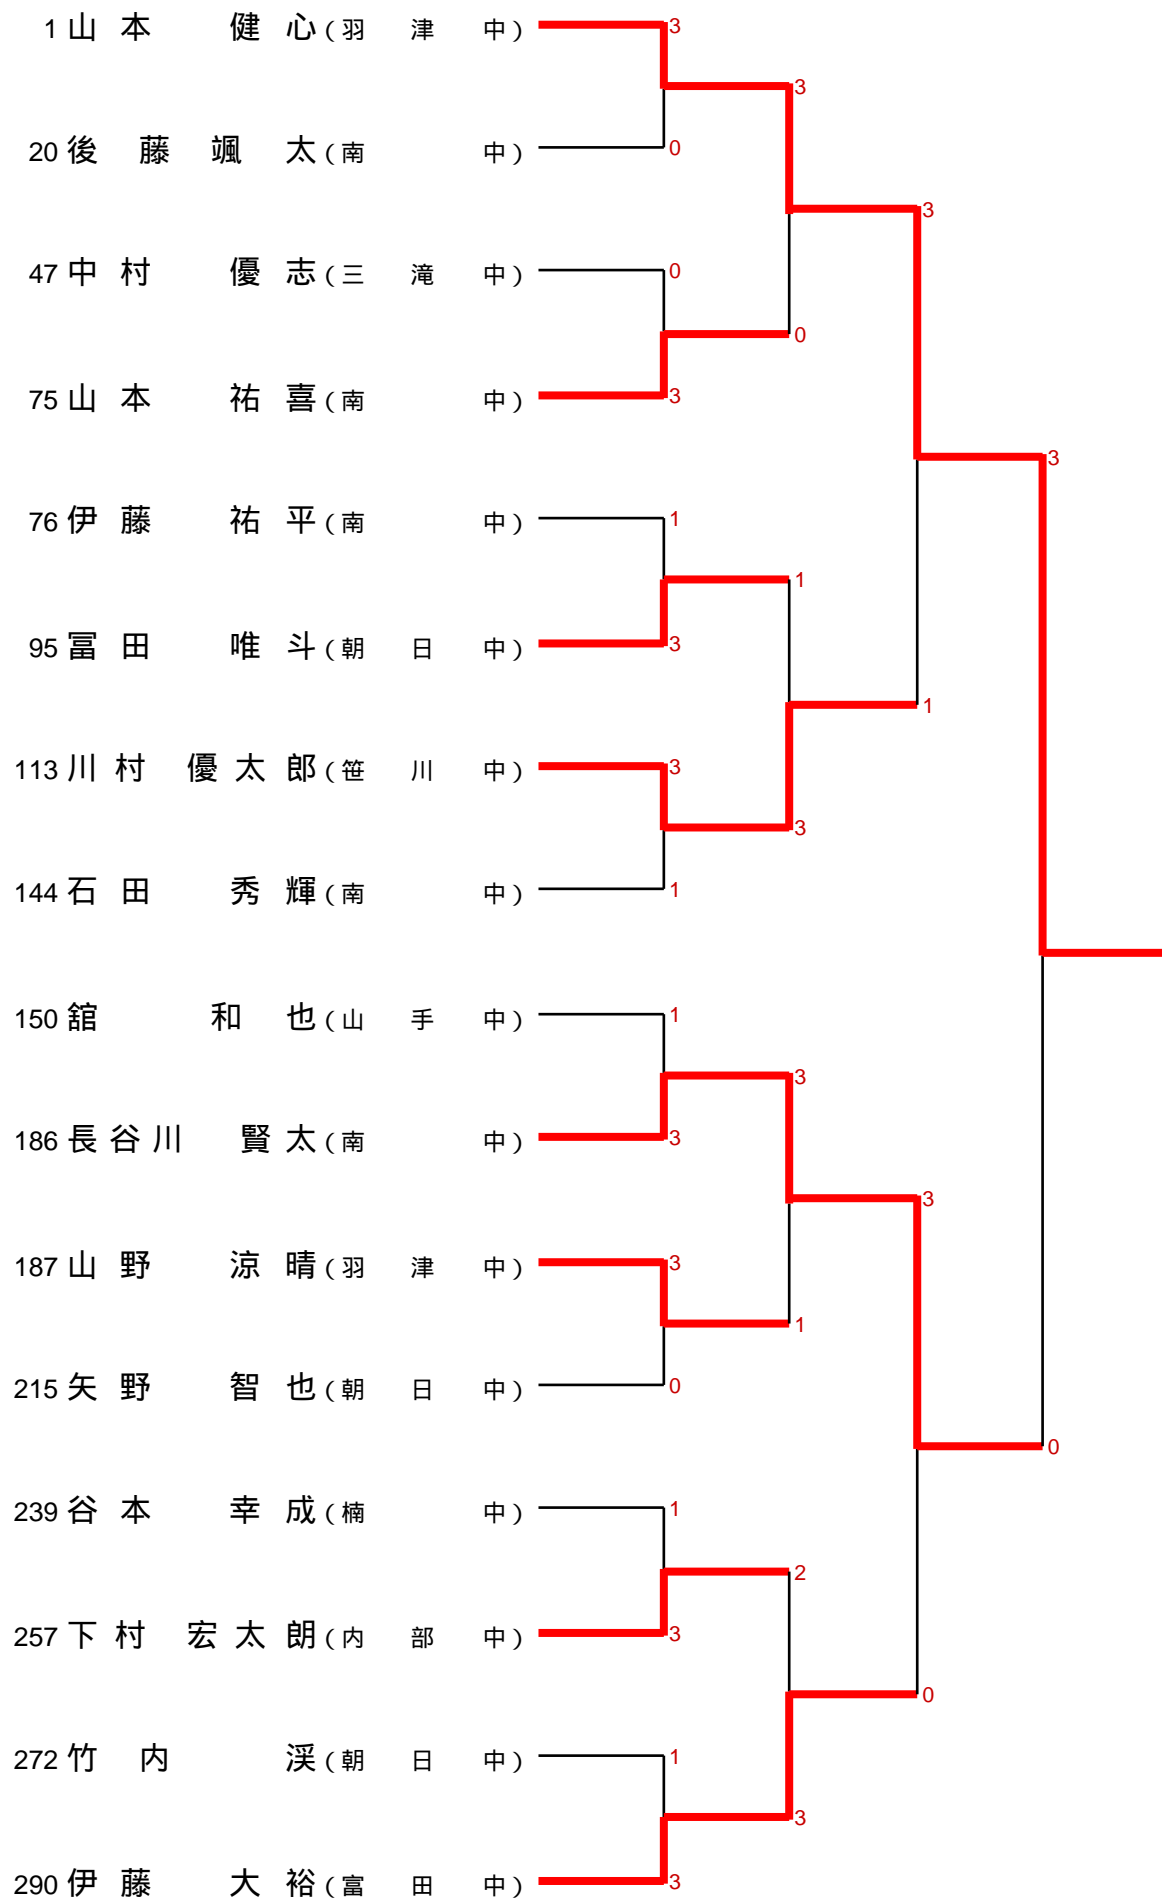 1 山本 健心 (羽津中) 3
3
20 後藤颯太 (南中) 0
3
47 中村 優志 (三滝中) 0
0
75 山本 祐喜 (南中) 3
3
76 伊藤 祐平 (南中) 1
1
95 冨田 唯斗 (朝日中) 3
1
113 川村 優太郎 (笹川中) 3
3
144 石田 秀輝 (南中) 1
150 舘 和也 (山手中) 1
3
186 長谷川 賢太 (南中) 3
3
187 山野 涼晴 (羽津中) 3
1
215 矢野 智也 (朝日中) 0
0
239 谷本 幸成 (楠中) 1
2
257 下村 宏太朗 (内部中) 3
0
272 竹内 渓 (朝日中) 1
3
290 伊藤 大裕 (富田中) 3